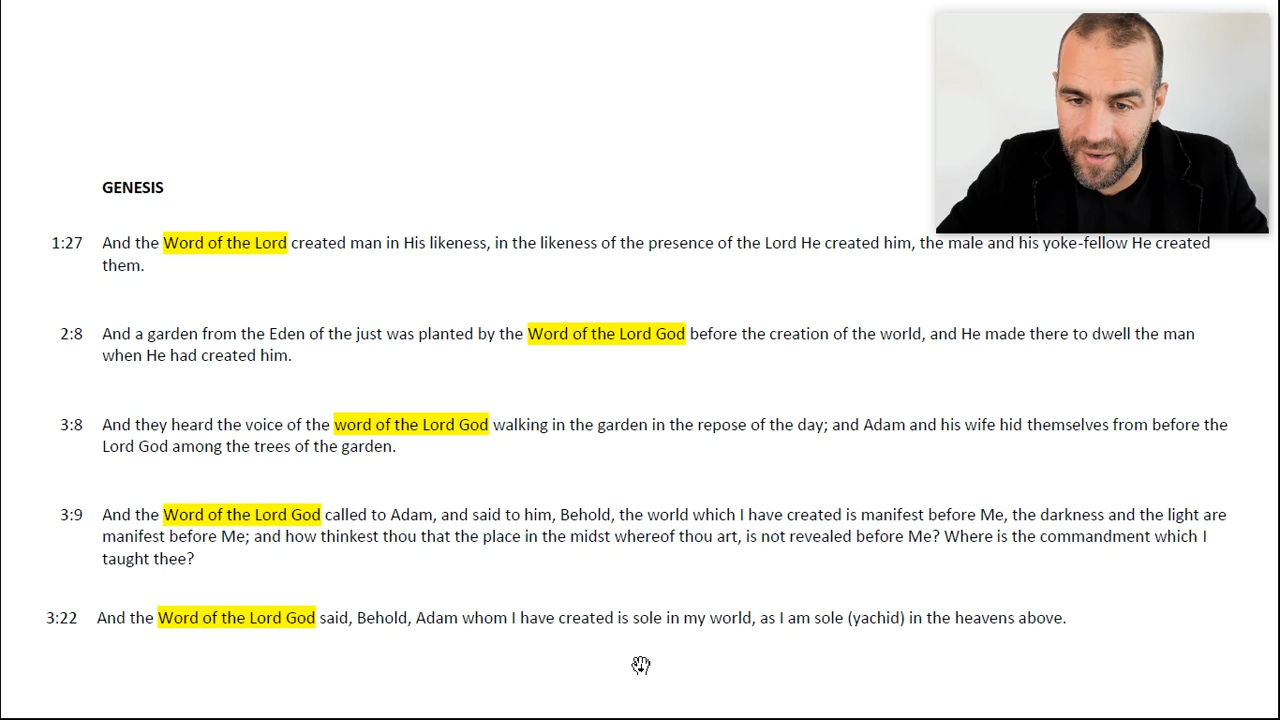 GENESIS
1:27 And the Word of the Lord created man in His likeness, in the likeness of the presence of the Lord He created him, the male and his yoke-fellow He created
them.
2:8 And a garden from the Eden of the just was planted by the Word of the Lord God before the creation of the world, and He made there to dwell the man
when He had created him.
3:8 And they heard the voice of the word of the Lord God walking in the garden in the repose of the day; and Adam and his wife hid themselves from before the
Lord God among the trees of the garden.
3:9 And the Word of the Lord God called to Adam, and said to him, Behold, the world which I have created is manifest before Me, the darkness and the light are
manifest before Me; and how thinkest thou that the place in the midst whereof thou art, is not revealed before Me? Where is the commandment which I
taught thee?
3:22 And the Word of the Lord God said, Behold, Adam whom I have created is sole in my world, as I am sole (yachid) in the heavens above.